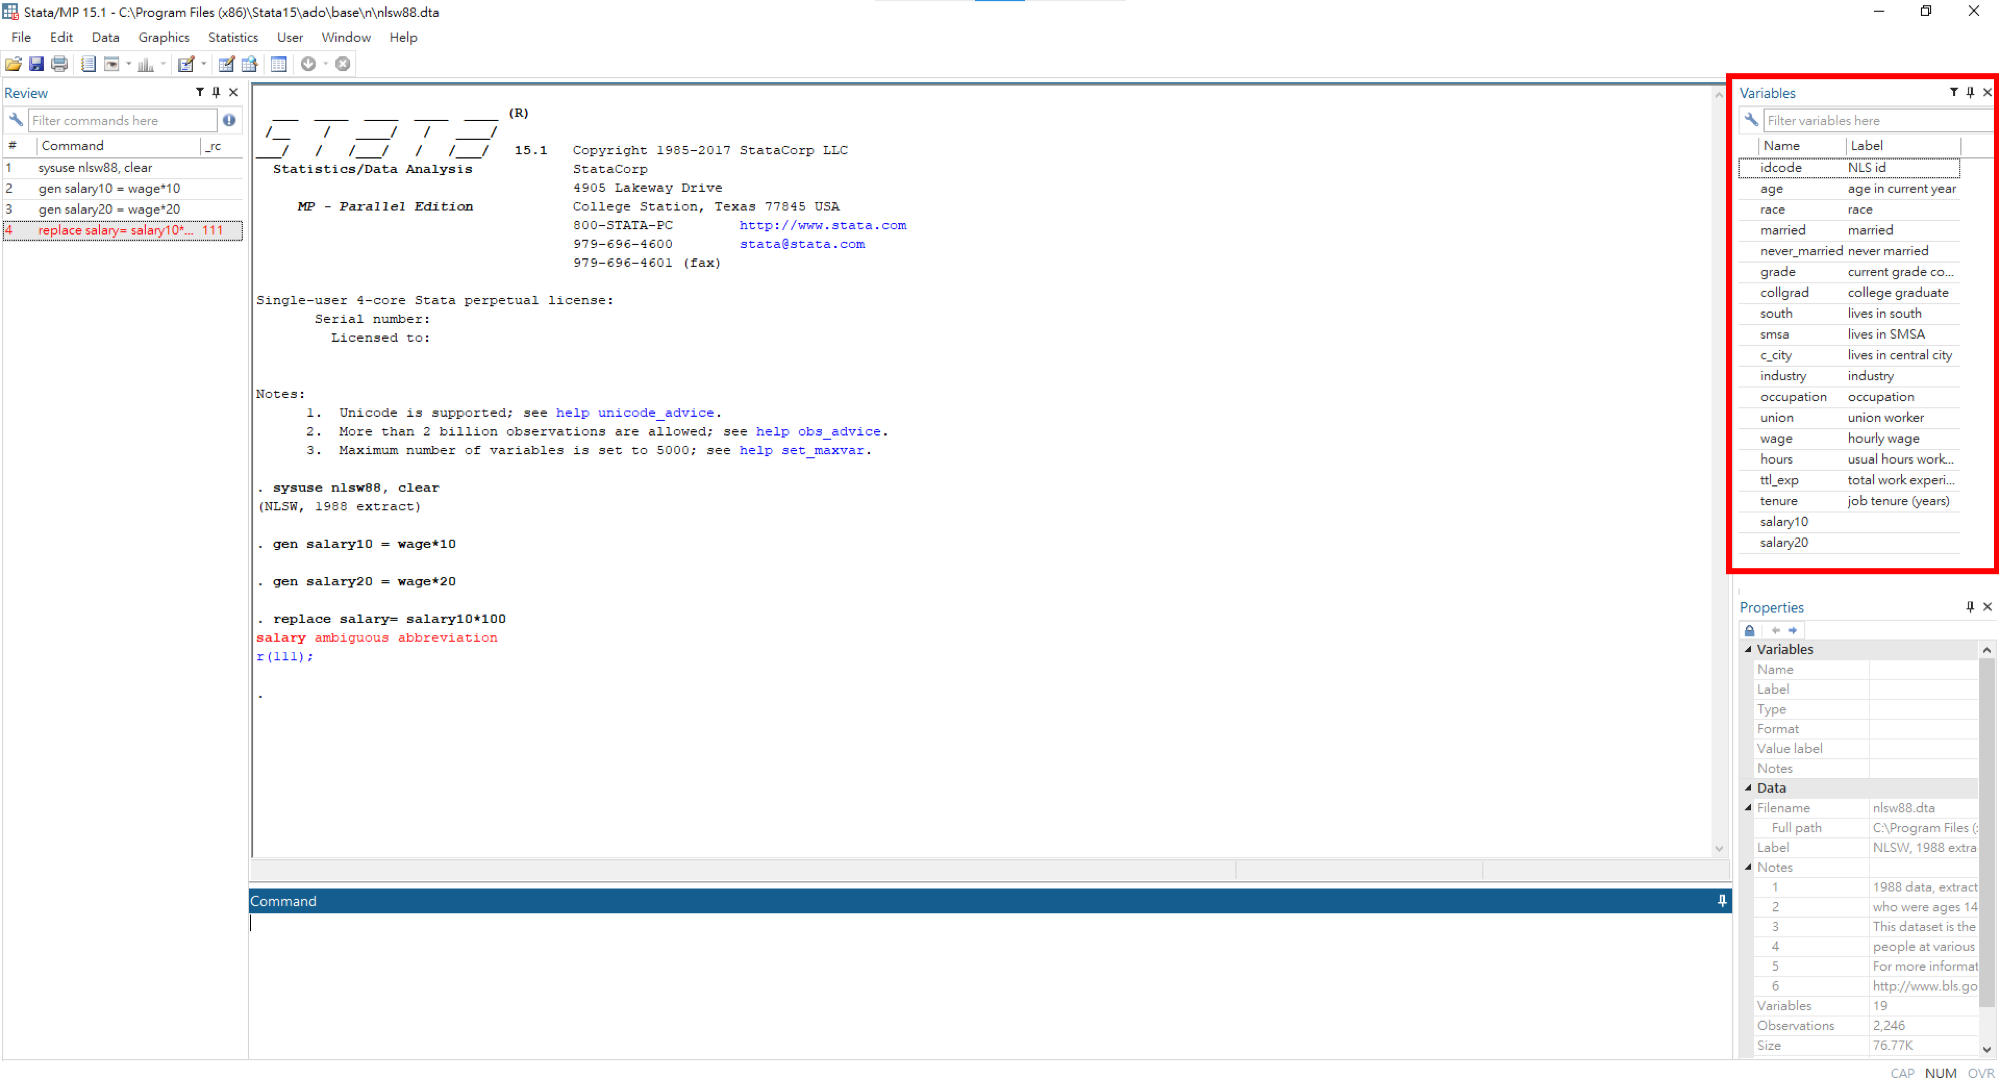 Stata/MP 15.1 - C:\Program Files (x86)\Stata15\ado\base\n\nlsw88.dta
File Edit Data Graphics Statistics User Window Help
Review
Filter commands here
# Command _rc
1 sysuse nlsw88, clear
2 gen salary10 = wage*10
3 gen salary20 = wage*20
4 replace salary= salary10*... 111
(R)
15.1 Copyright 1985-2017 StataCorp LLC
Statistics/Data Analysis StataCorp
4905 Lakeway Drive
MP - Parallel Edition College Station, Texas 77845 USA
800-STATA-PC http://www.stata.com
979-696-4600 stata@stata.com
979-696-4601 (fax)
Single-user 4-core Stata perpetual license:
Serial number:
Licensed to:
Notes:
1. Unicode is supported; see help unicode_advice.
2. More than 2 billion observations are allowed; see help obs_advice.
3. Maximum number of variables is set to 5000; see help set_maxvar.
. sysuse nlsw88, clear
(NLSW, 1988 extract)
. gen salary10 = wage*10
. gen salary20 = wage*20
. replace salary= salary10*100
salary ambiguous abbreviation
r(111);
.
Command
Variables
Filter variables here
Name Label
idcode NLS id
age age in current year
race race
married married
never_married never married
grade current grade co...
collgrad college graduate
south lives in south
smsa lives in SMSA
c_city lives in central city
industry industry
occupation occupation
union union worker
wage hourly wage
hours usual hours work...
ttl_exp total work experi...
tenure job tenure (years)
salary10
salary20
Properties
Variables
Name
Label
Type
Format
Value label
Notes
Data
Filename nlsw88.dta
Full path C:\Program Files (
Label NLSW, 1988 extra
Notes
1 1988 data, extract
2 who were ages 14
3 This dataset is the
4 people at various
5 For more informat
6 http://www.bls.go
Variables 19
Observations 2,246
Size 76.77K
CAP NUM OVR